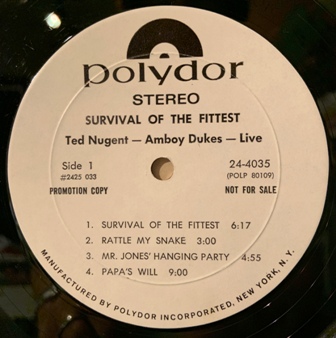 polydor
STEREO
SURVIVAL OF THE FITTEST
Ted Nugent — Amboy Dukes — Live
Side 1 24-4035
#2425 033 (POLP 80109)
PROMOTION COPY NOT FOR SALE
1. SURVIVAL OF THE FITTEST 6:17
2. RATTLE MY SNAKE 3:00
3. MR. JONES' HANGING PARTY 4:55
4. PAPA'S WILL 9:00
MANUFACTURED BY POLYDOR INCORPORATED, NEW YORK, N. Y.